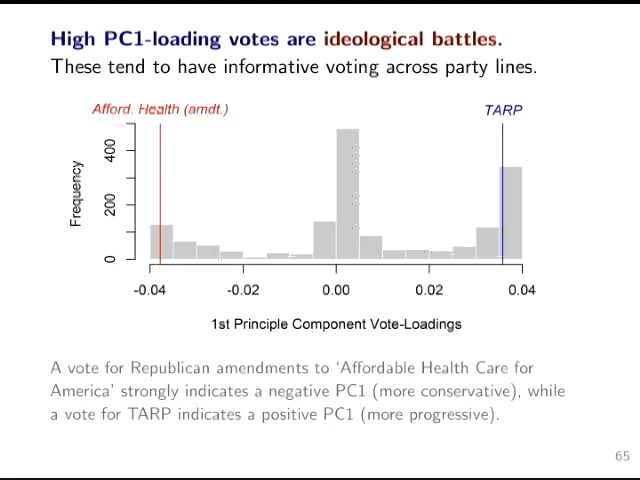 High PC1-loading votes are ideological battles.
These tend to have informative voting across party lines.
Afford. Health (amdt.)
TARP
Frequency
400
200
0
-0.04
-0.02
0.00
0.02
0.04
1st Principle Component Vote-Loadings
A vote for Republican amendments to ‘Affordable Health Care for
America’ strongly indicates a negative PC1 (more conservative), while
a vote for TARP indicates a positive PC1 (more progressive).
65